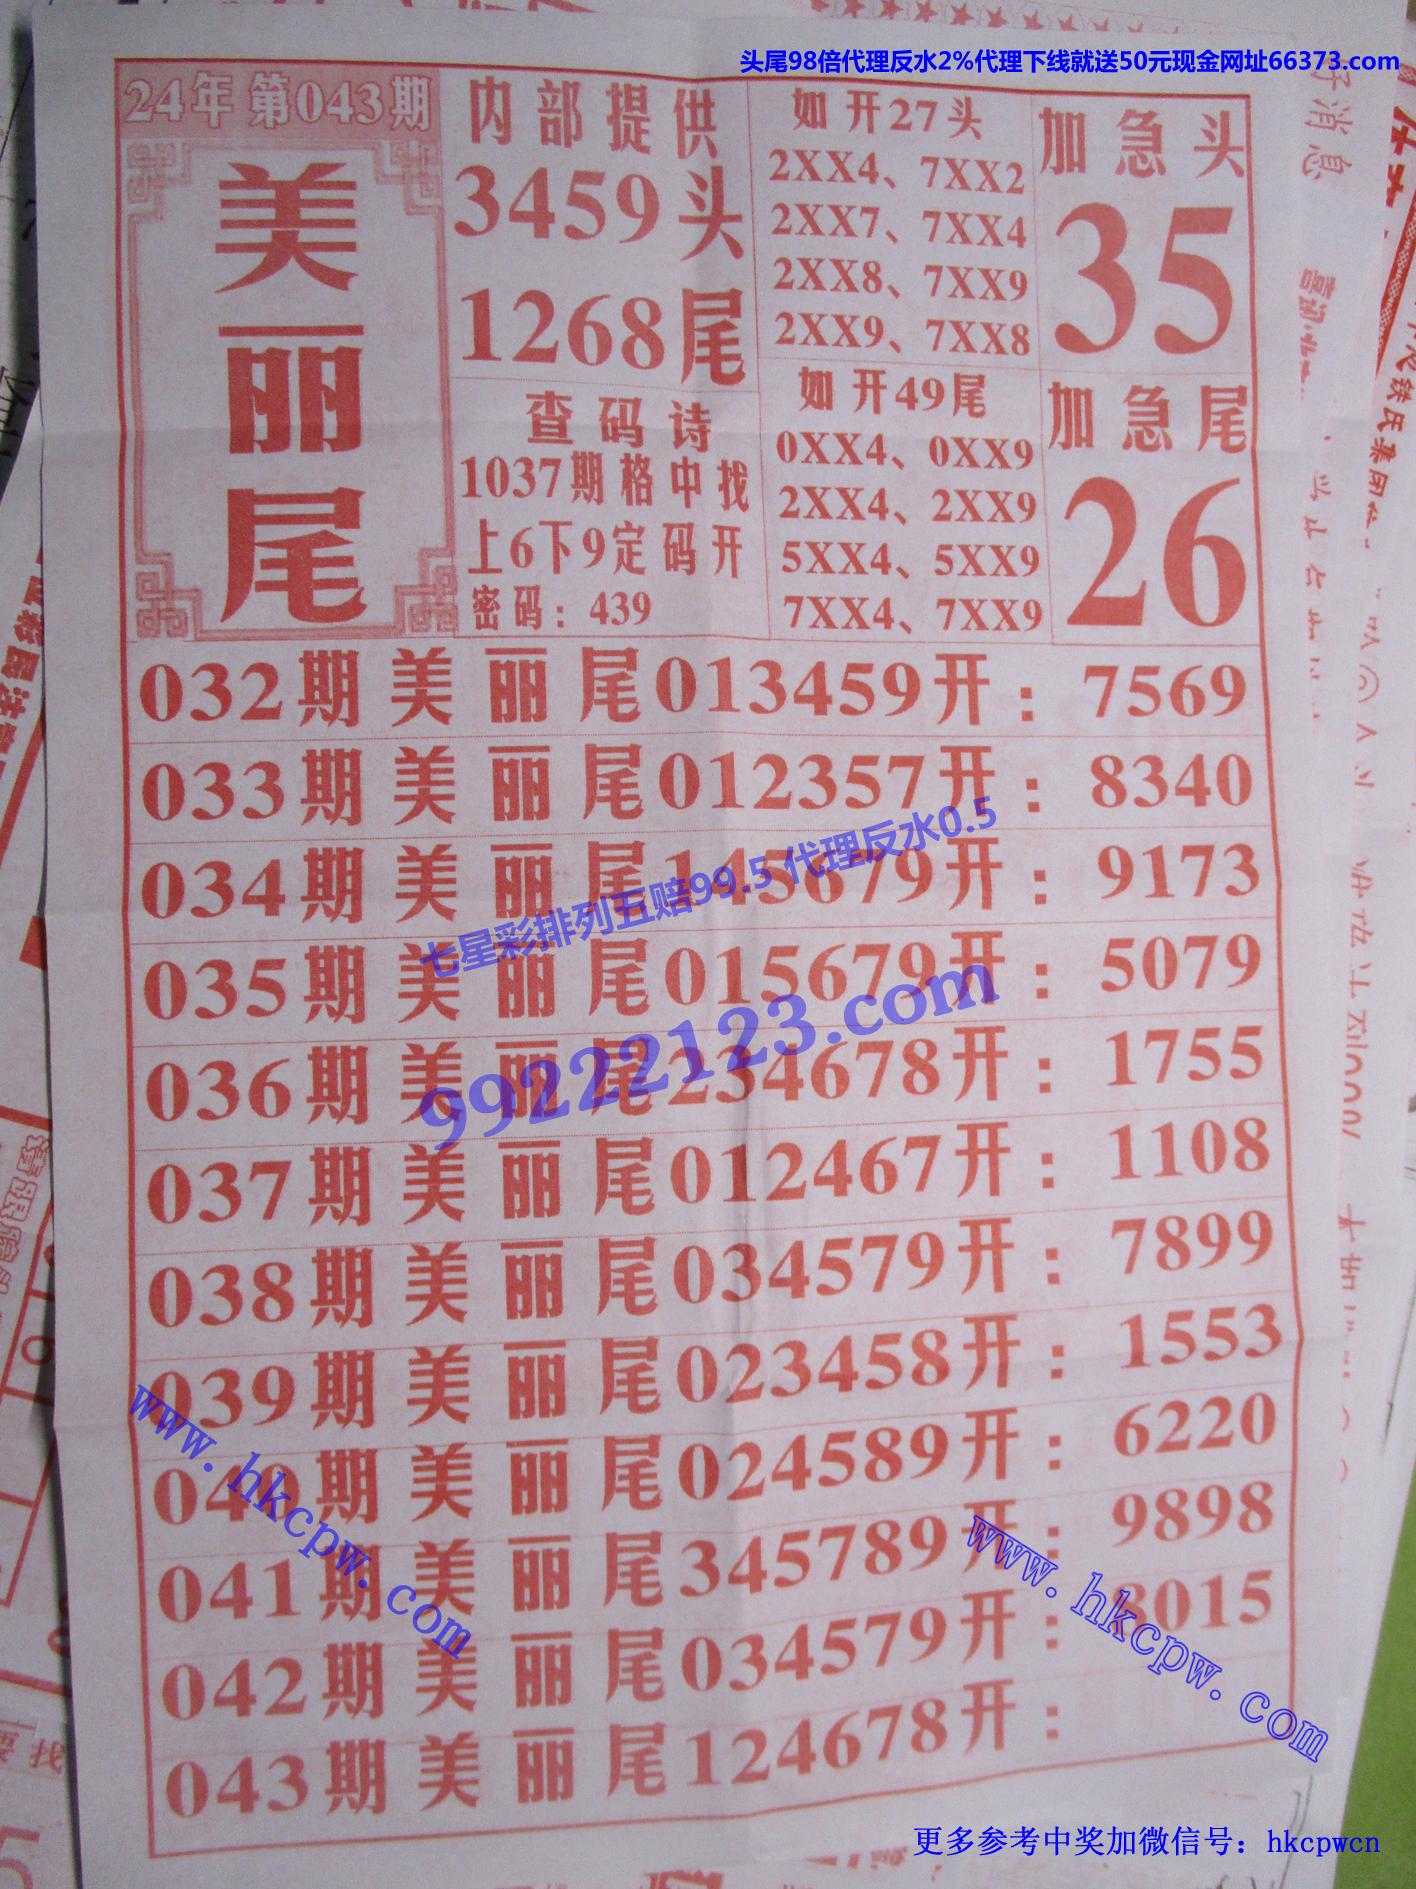 头尾98倍代理反水2%代理下线就送50元现金网址66373.com
24年 第043期
美丽尾
内部提供
3459头
1268尾
查码诗
1037期格中找
上6下9定码开
密码：439
如开27头
2XX4、7XX2
2XX7、7XX4
2XX8、7XX9
2XX9、7XX8
如开49尾
0XX4、0XX9
2XX4、2XX9
5XX4、5XX9
7XX4、7XX9
加急头
35
加急尾
26
032期美丽尾013459开：7569
033期美丽尾012357开：8340
034期美丽尾145679开：9173
035期美丽尾015679开：5079
036期美丽尾234678开：1755
037期美丽尾012467开：1108
038期美丽尾034579开：7899
039期美丽尾023458开：1553
040期美丽尾024589开：6220
041期美丽尾345789开：9898
042期美丽尾034579开：8015
043期美丽尾124678开：
七星彩排列五赔99.5 代理反水0.5
99222123.com
www.hkcpw.com
www.hkcpw.com
更多参考中奖加微信号：hkcpwcn
好消息